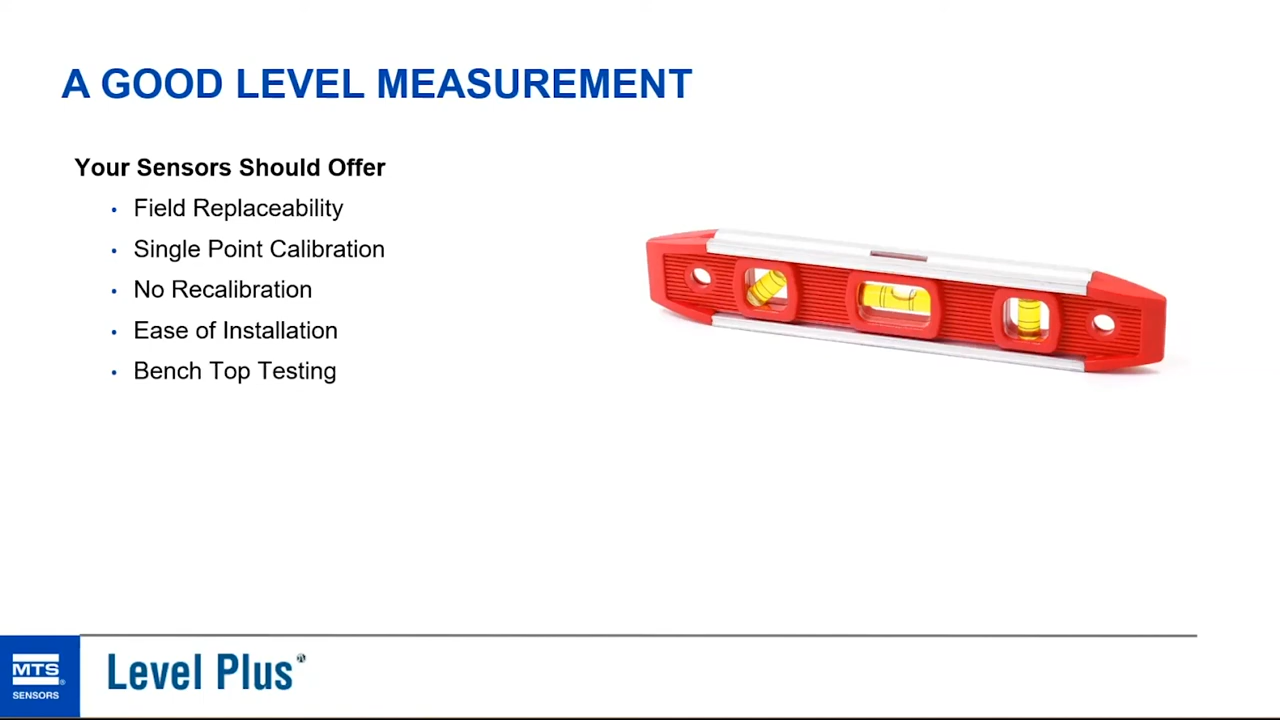 A GOOD LEVEL MEASUREMENT
Your Sensors Should Offer
• Field Replaceability
• Single Point Calibration
• No Recalibration
• Ease of Installation
• Bench Top Testing
MTS®
SENSORS
Level Plus®